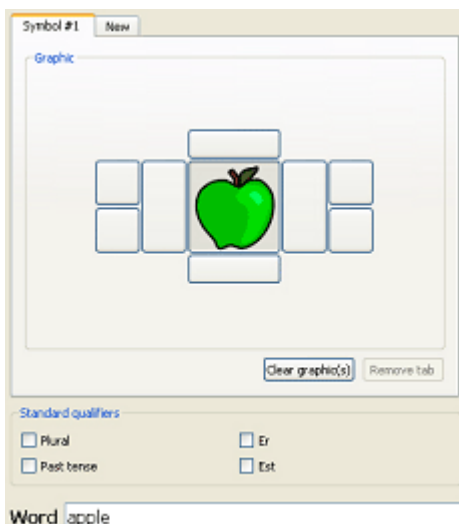 Symbol #1 New
Graphic
Clear graphic(s) Remove tab
Standard qualifiers
Plural Er
Past tense Est
Word apple